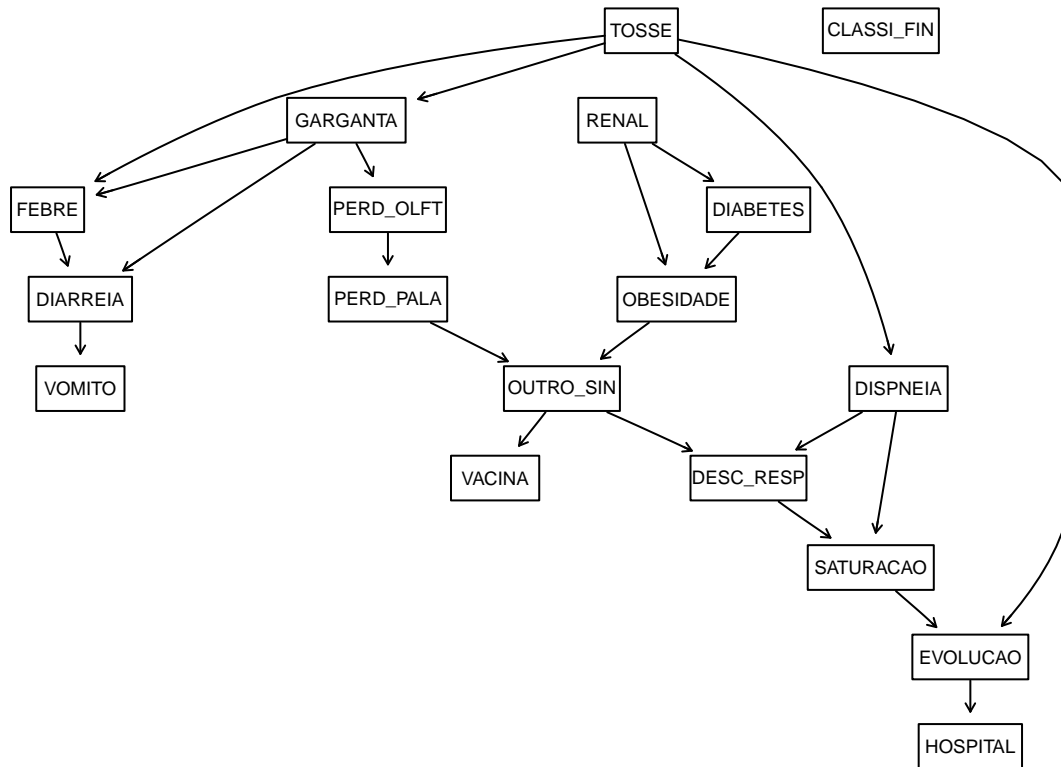 TOSSE
CLASSI_FIN
GARGANTA
RENAL
FEBRE
PERD_OLFT
DIABETES
DIARREIA
PERD_PALA
OBESIDADE
VOMITO
OUTRO_SIN
DISPNEIA
VACINA
DESC_RESP
SATURACAO
EVOLUCAO
HOSPITAL